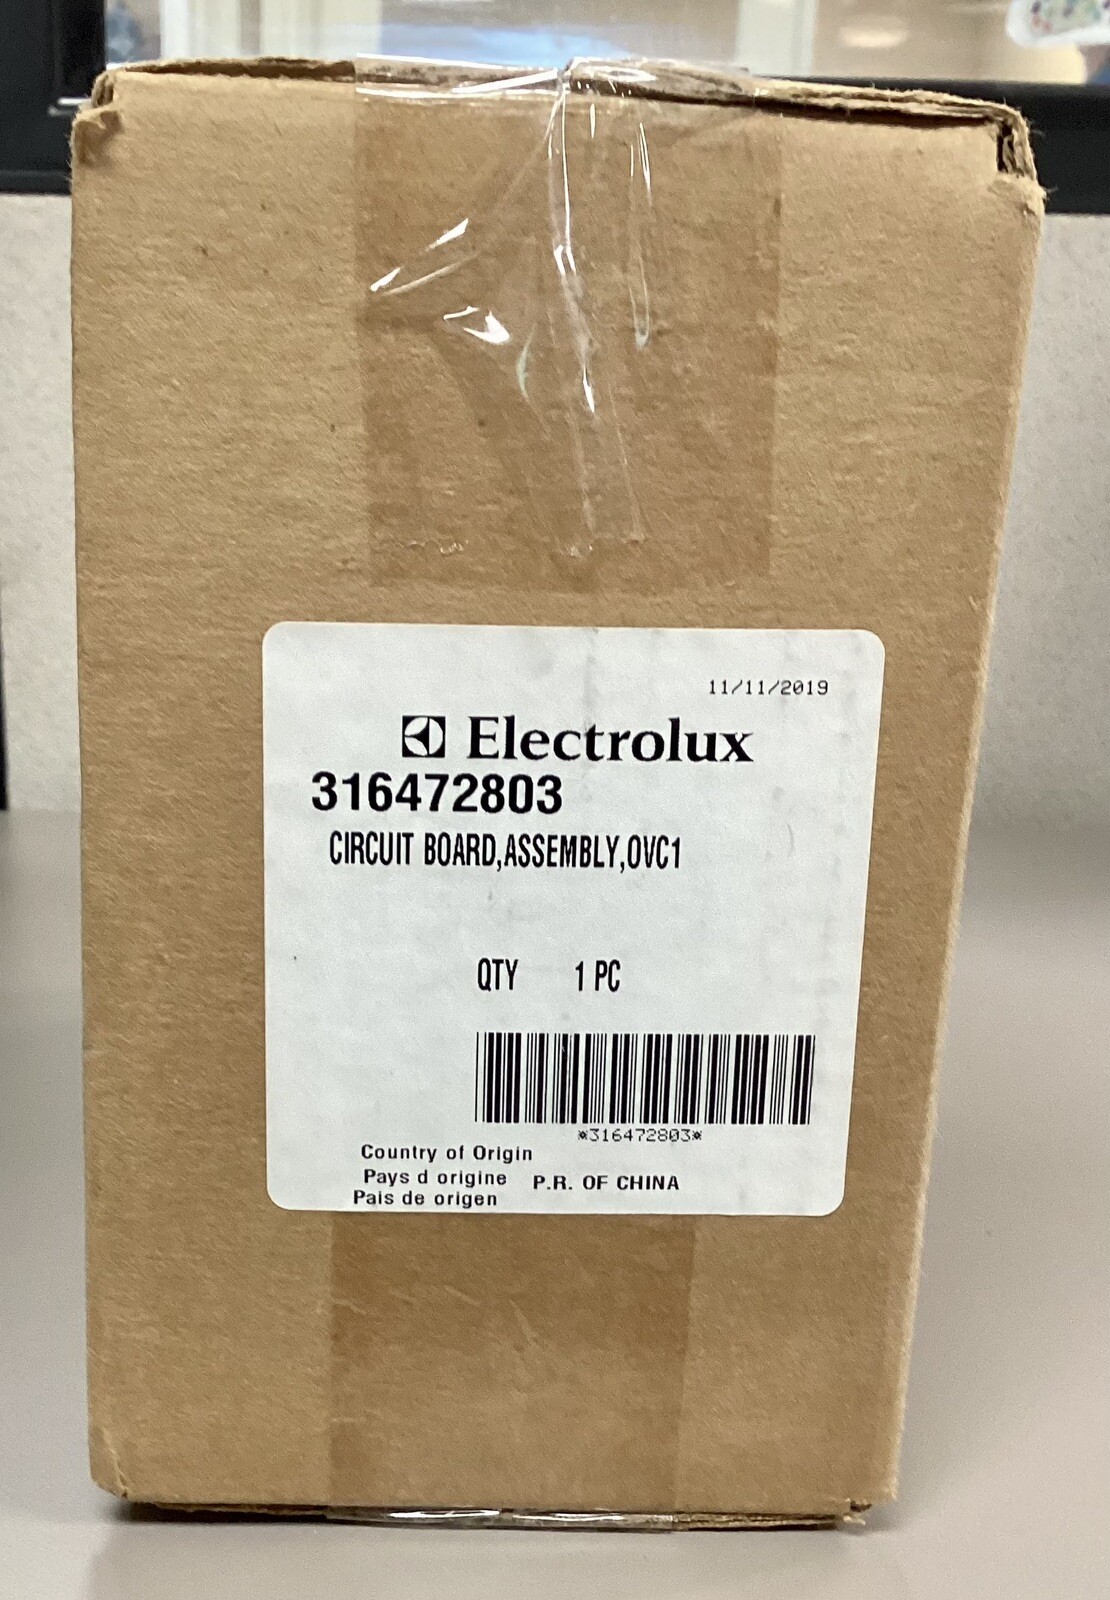 11/11/2019
Electrolux
316472803
CIRCUIT BOARD,ASSEMBLY,OVC1
QTY 1 PC
*316472803*
Country of Origin
Pays d origine P.R. OF CHINA
Pais de origen